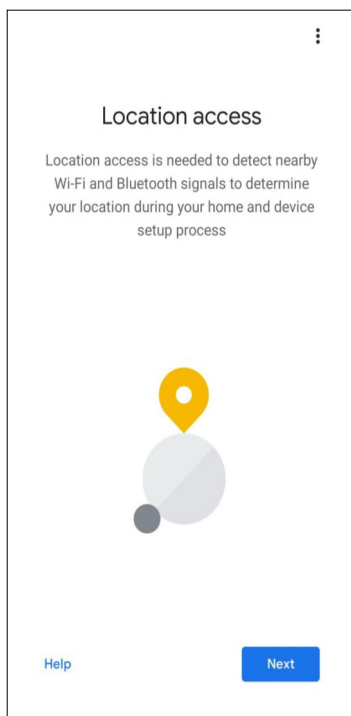 Location access
Location access is needed to detect nearby
Wi-Fi and Bluetooth signals to determine
your location during your home and device
setup process
Help
Next